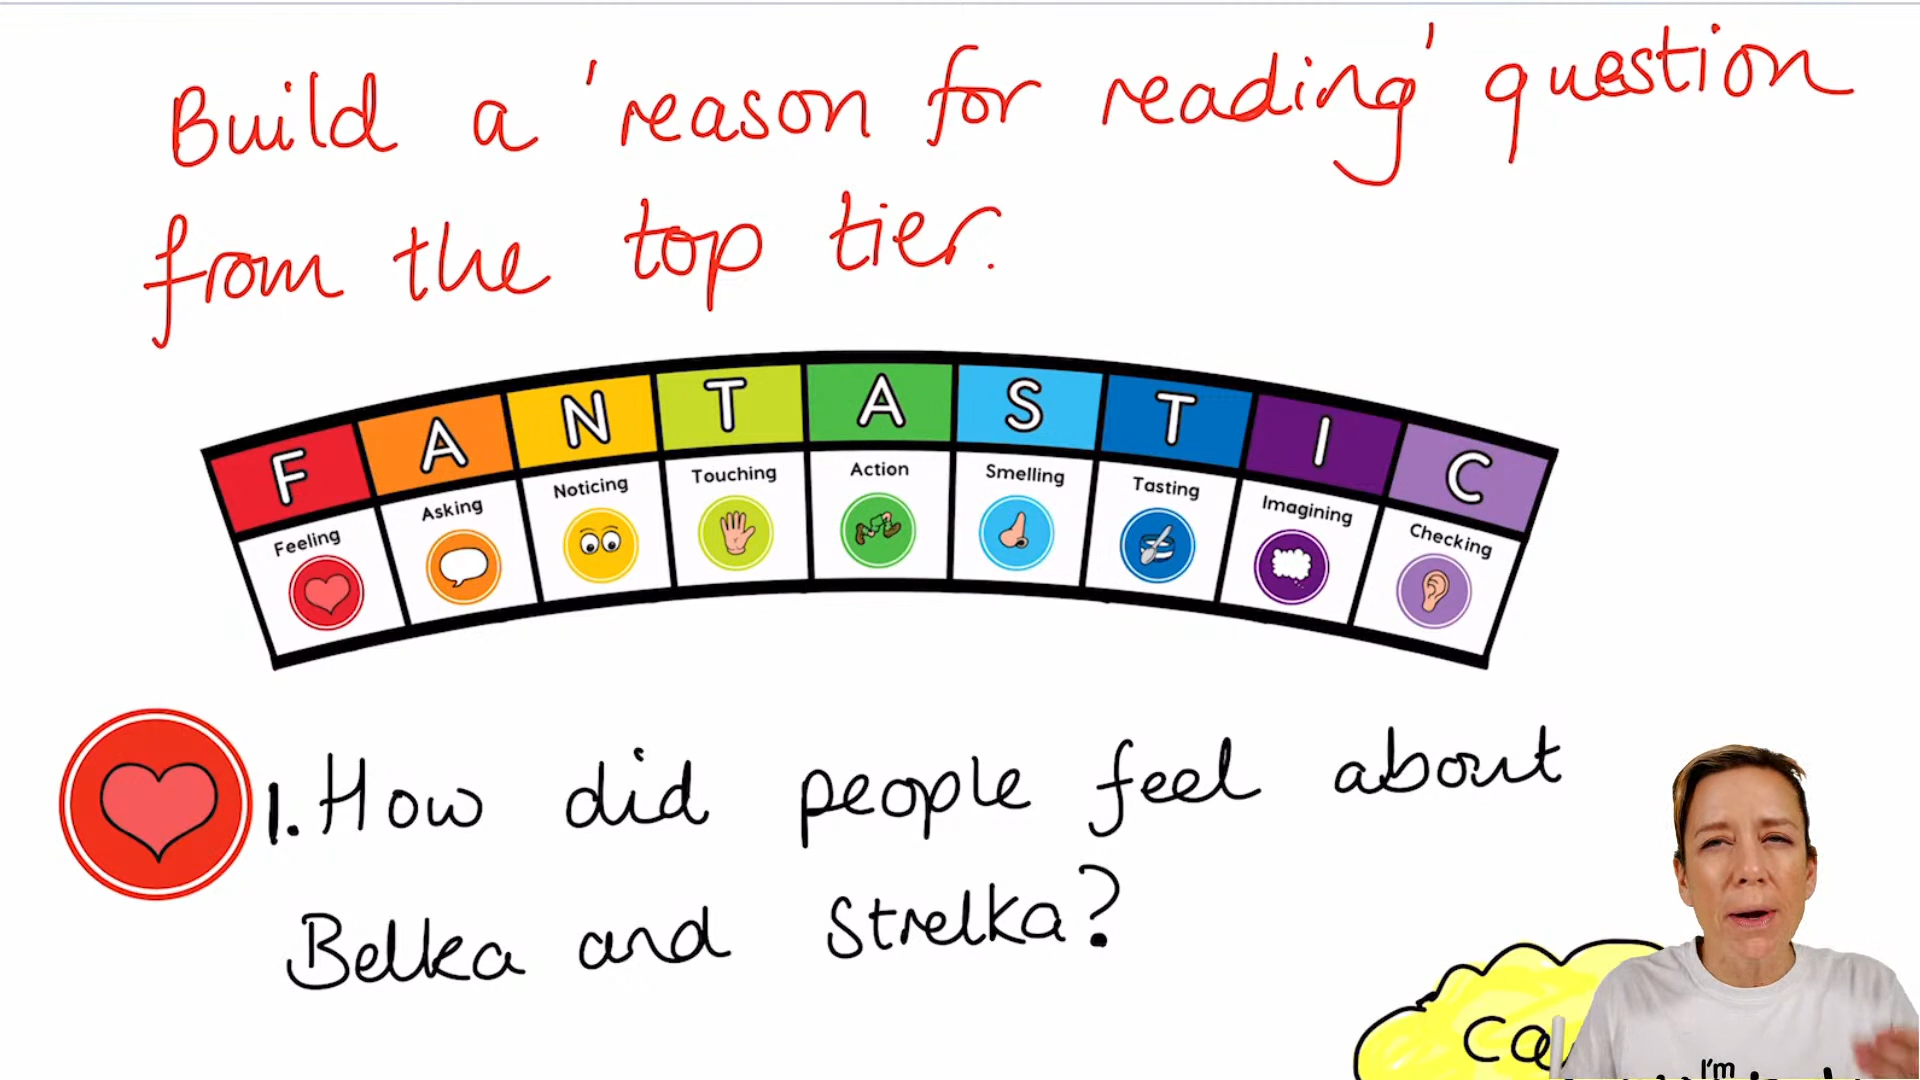 Build a 'reason for reading' question
from the top tier.
F A N T A S T I C
Feeling Asking Noticing Touching Action Smelling Tasting Imagining Checking
1. How did people feel about
Belka and Strelka?
I'm